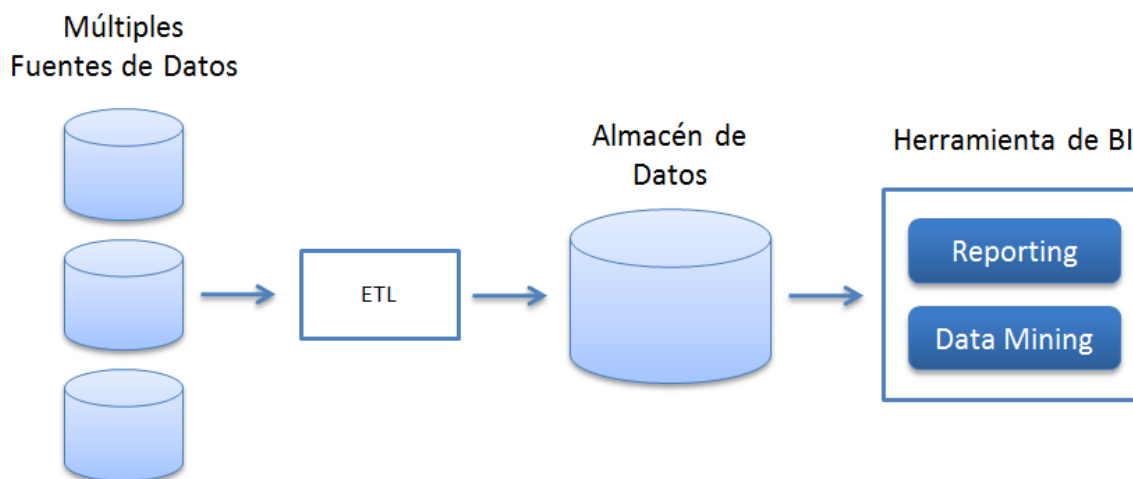 Múltiples
Fuentes de Datos
ETL
Almacén de
Datos
Herramienta de BI
Reporting
Data Mining